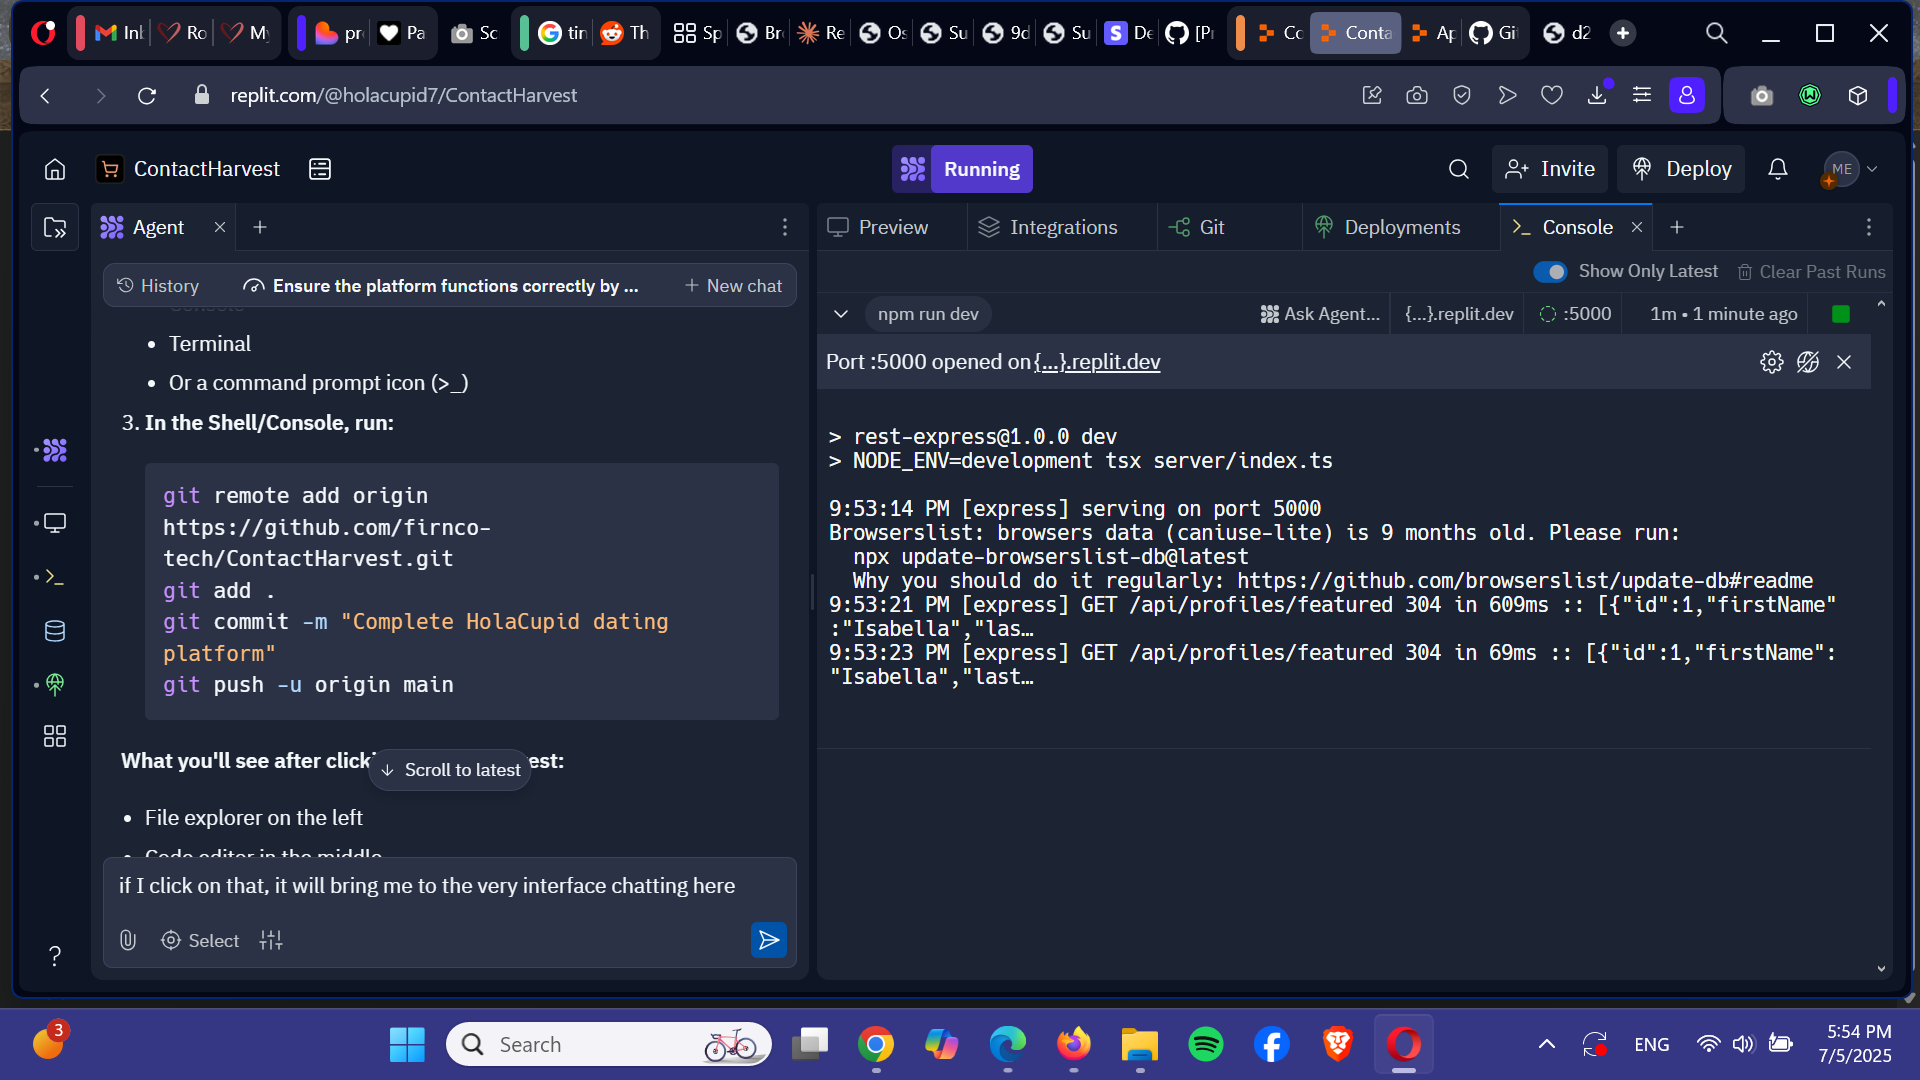 Inl
Ro
My
pr
Pa
Sc
tin
Th
Sp
Br
Re
Os
Su
9d
Su
De
[Pr
Co
Conta
Ap
Gi
d2
replit.com/@holacupid7/ContactHarvest
ContactHarvest
Running
Invite
Deploy
ME
Agent
Preview
Integrations
Git
Deployments
Console
Show Only Latest
Clear Past Runs
History
Ensure the platform functions correctly by ...
New chat
npm run dev
Ask Agent...
{...}.replit.dev
:5000
1m • 1 minute ago
Console
• Terminal
• Or a command prompt icon (>_)
3. In the Shell/Console, run:
git remote add origin
https://github.com/firnco-
tech/ContactHarvest.git
git add .
git commit -m "Complete HolaCupid dating
platform"
git push -u origin main
What you'll see after click
est:
Scroll to latest
• File explorer on the left
• Code editor in the middle
if I click on that, it will bring me to the very interface chatting here
Select
Port :5000 opened on {...}.replit.dev
> rest-express@1.0.0 dev
> NODE_ENV=development tsx server/index.ts
9:53:14 PM [express] serving on port 5000
Browserslist: browsers data (caniuse-lite) is 9 months old. Please run:
npx update-browserslist-db@latest
Why you should do it regularly: https://github.com/browserslist/update-db#readme
9:53:21 PM [express] GET /api/profiles/featured 304 in 609ms :: [{"id":1,"firstName"
:"Isabella","las…
9:53:23 PM [express] GET /api/profiles/featured 304 in 69ms :: [{"id":1,"firstName":
"Isabella","last…
3
Search
ENG
5:54 PM
7/5/2025